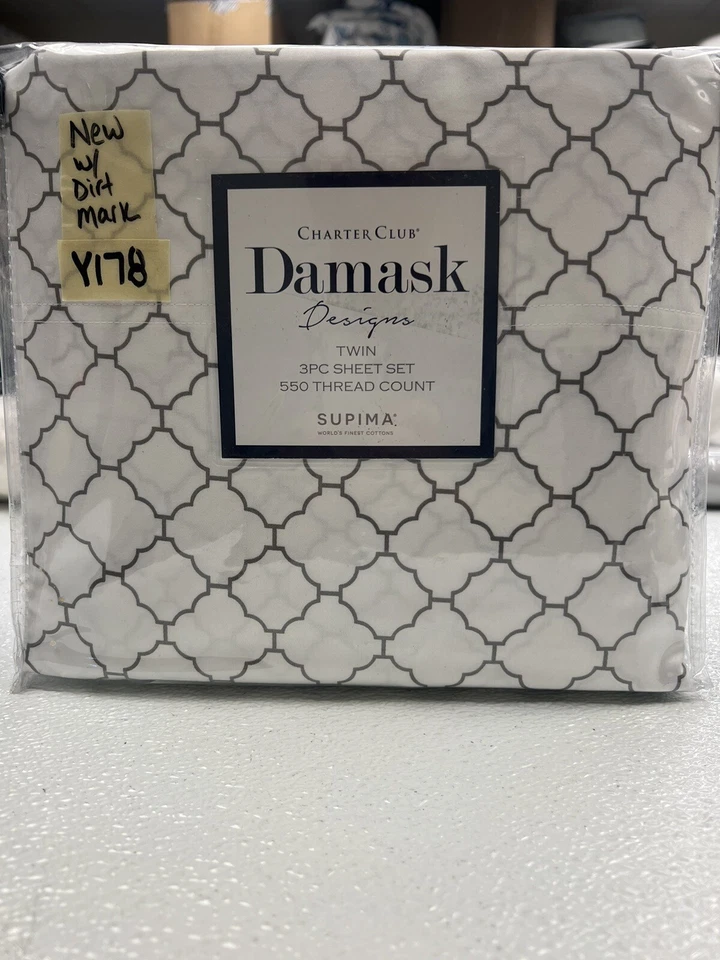 New
w/
Dirt
Mark
Y178
CHARTER CLUB®
Damask
Designs
TWIN
3PC SHEET SET
550 THREAD COUNT
SUPIMA®
WORLD'S FINEST COTTONS